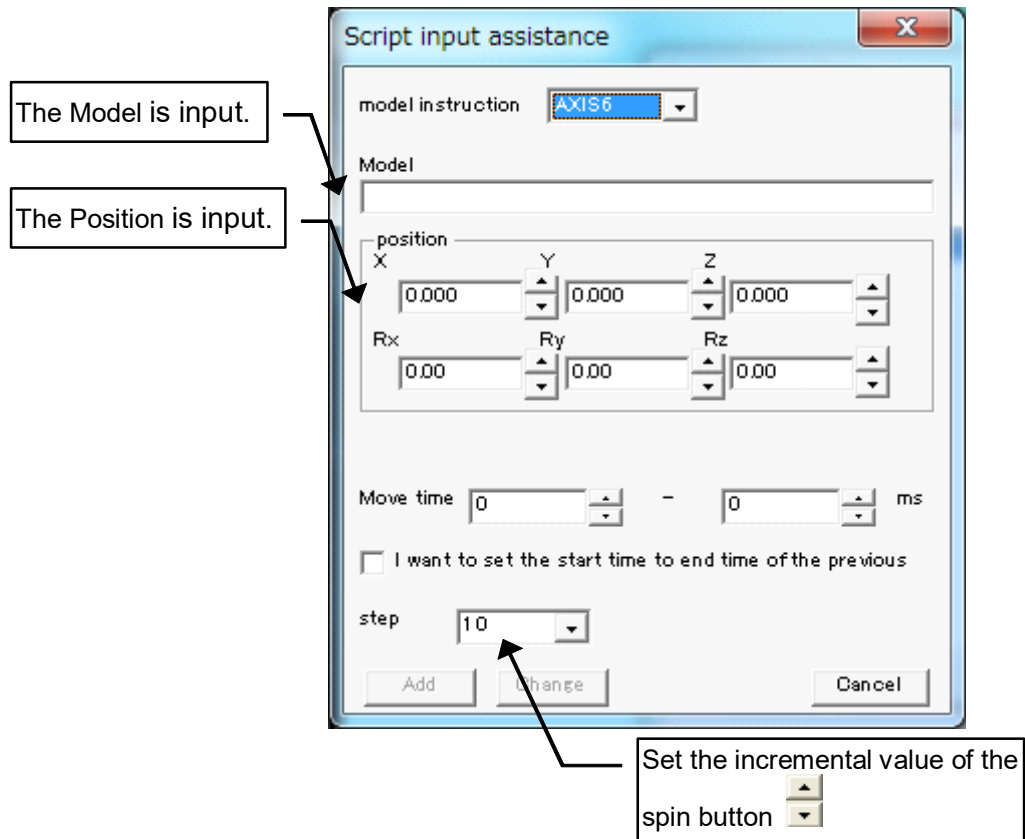 Script input assistance
The Model is input.
model instruction AXIS6
Model
The Position is input.
position
X Y Z
0.000 0.000 0.000
Rx Ry Rz
0.00 0.00 0.00
Move time 0 - 0 ms
I want to set the start time to end time of the previous
step 10
Add Change Cancel
Set the incremental value of the
spin button